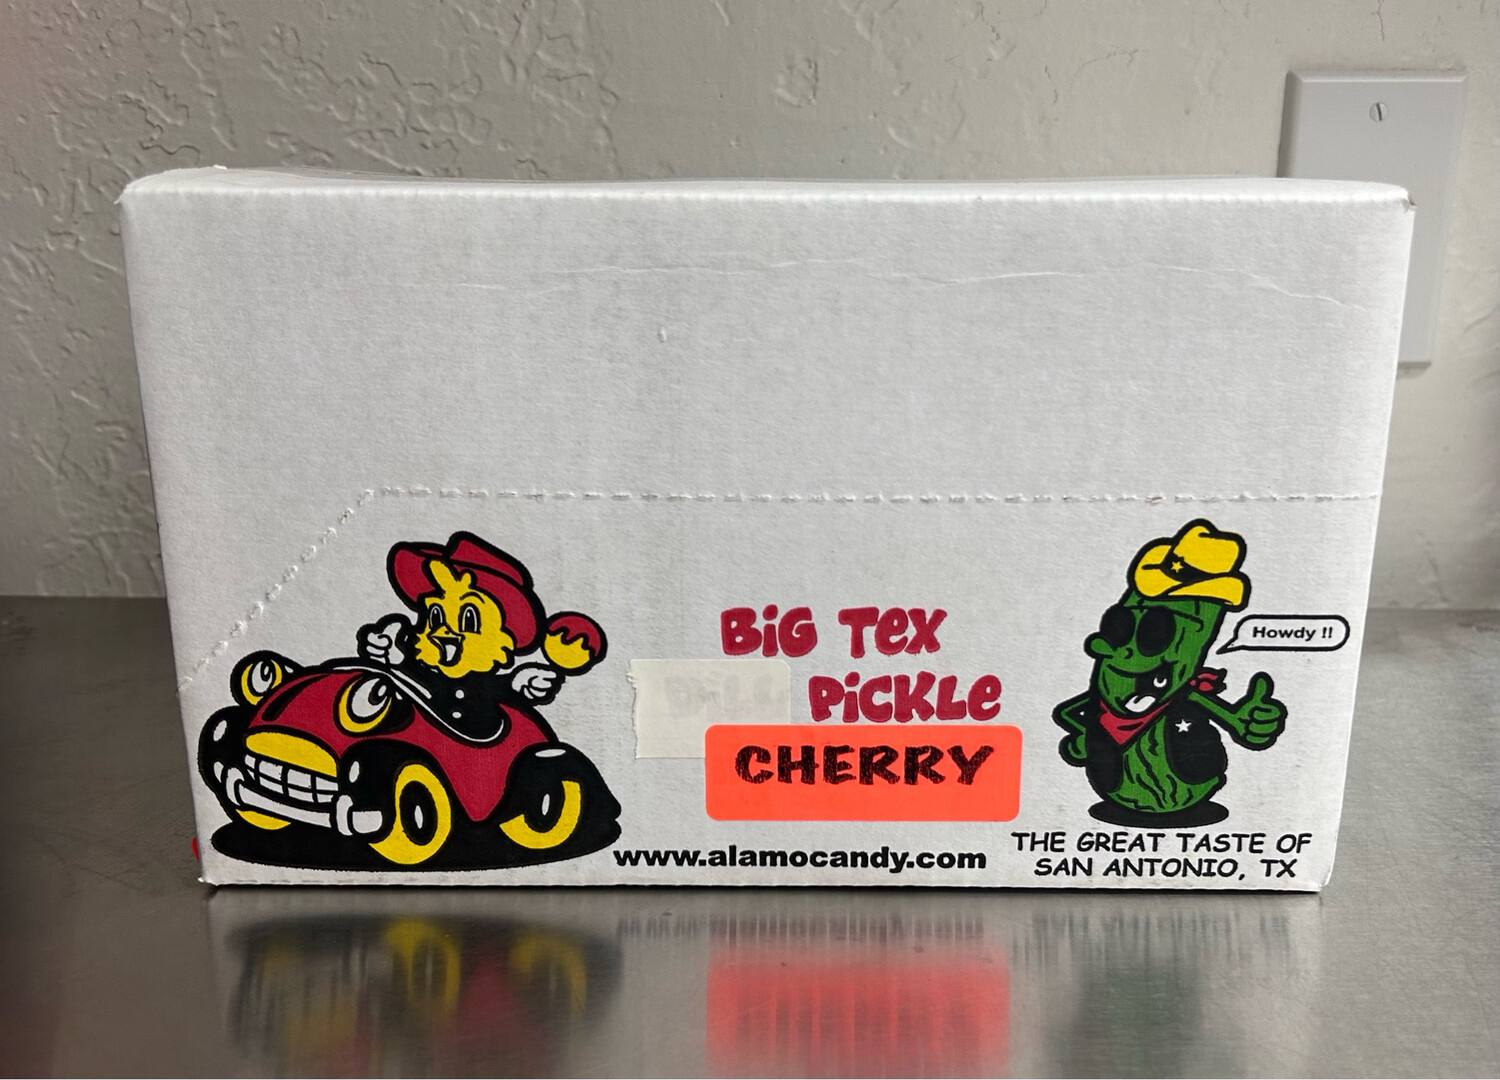 BiG TEX
PiCKLE
CHERRY
www.alamocandy.com
Howdy !!
THE GREAT TASTE OF
SAN ANTONIO, TX